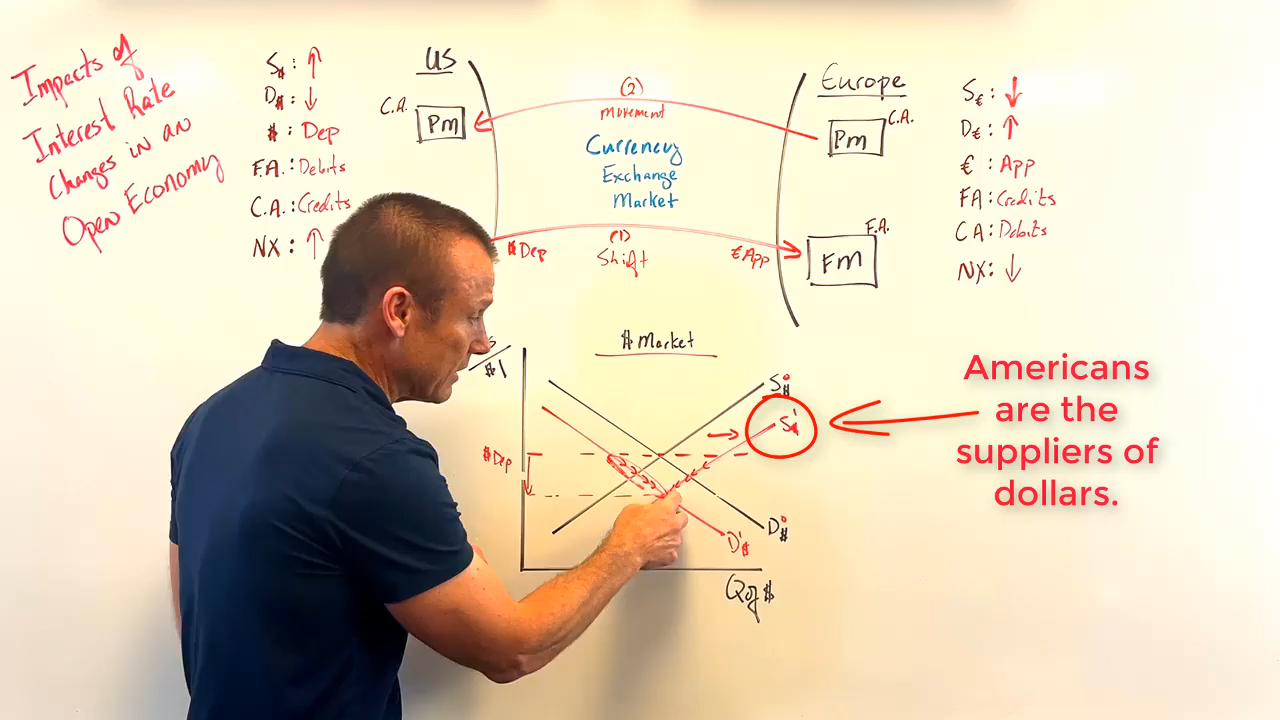 Impacts of
Interest Rate
Changes in an
Open Economy
S$: ↑
D$: ↓
$: Dep
F.A.: Debits
C.A.: Credits
NX: ↑
US
C.A.
Pm
(2)
Movement
Currency
Exchange
Market
(1)
Shift
$ Dep
€ App
Europe
Pm
C.A.
F.A.
Fm
S€: ↓
D€: ↑
€: App
FA: Credits
CA: Debits
NX: ↓
$ Market
$1
$ Dep
S$
S$'
D$
D'$
Q of $
Americans
are the
suppliers of
dollars.